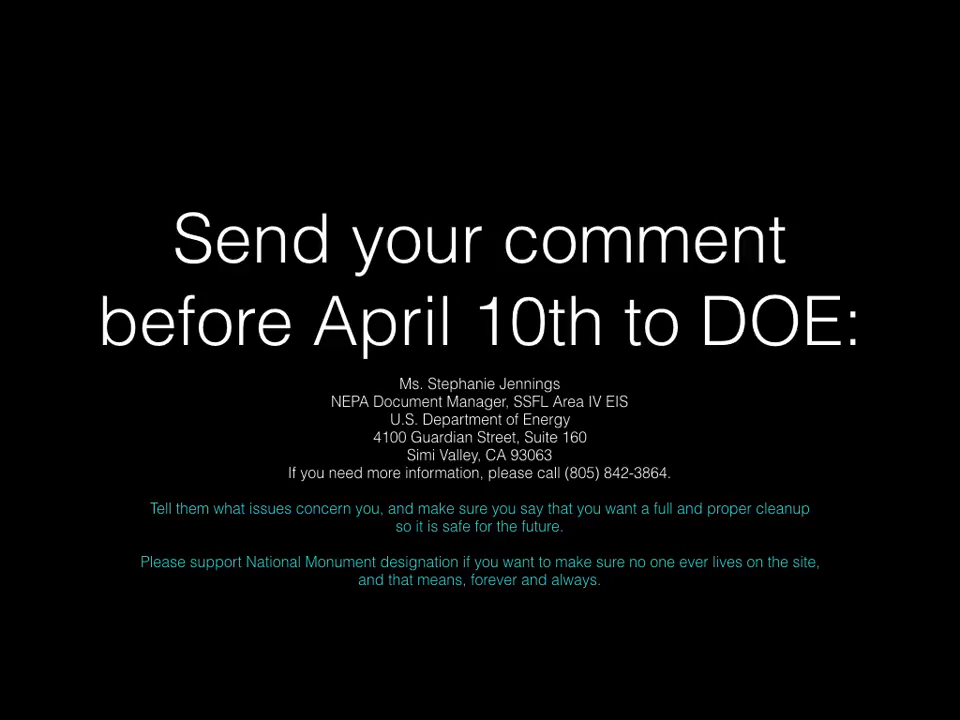 Send your comment
before April 10th to DOE:
Ms. Stephanie Jennings
NEPA Document Manager, SSFL Area IV EIS
U.S. Department of Energy
4100 Guardian Street, Suite 160
Simi Valley, CA 93063
If you need more information, please call (805) 842-3864.
Tell them what issues concern you, and make sure you say that you want a full and proper cleanup
so it is safe for the future.
Please support National Monument designation if you want to make sure no one ever lives on the site,
and that means, forever and always.